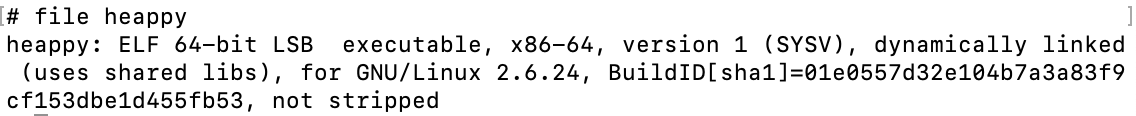 # file heappy
heappy: ELF 64-bit LSB  executable, x86-64, version 1 (SYSV), dynamically linked
 (uses shared libs), for GNU/Linux 2.6.24, BuildID[sha1]=01e0557d32e104b7a3a83f9
cf153dbe1d455fb53, not stripped